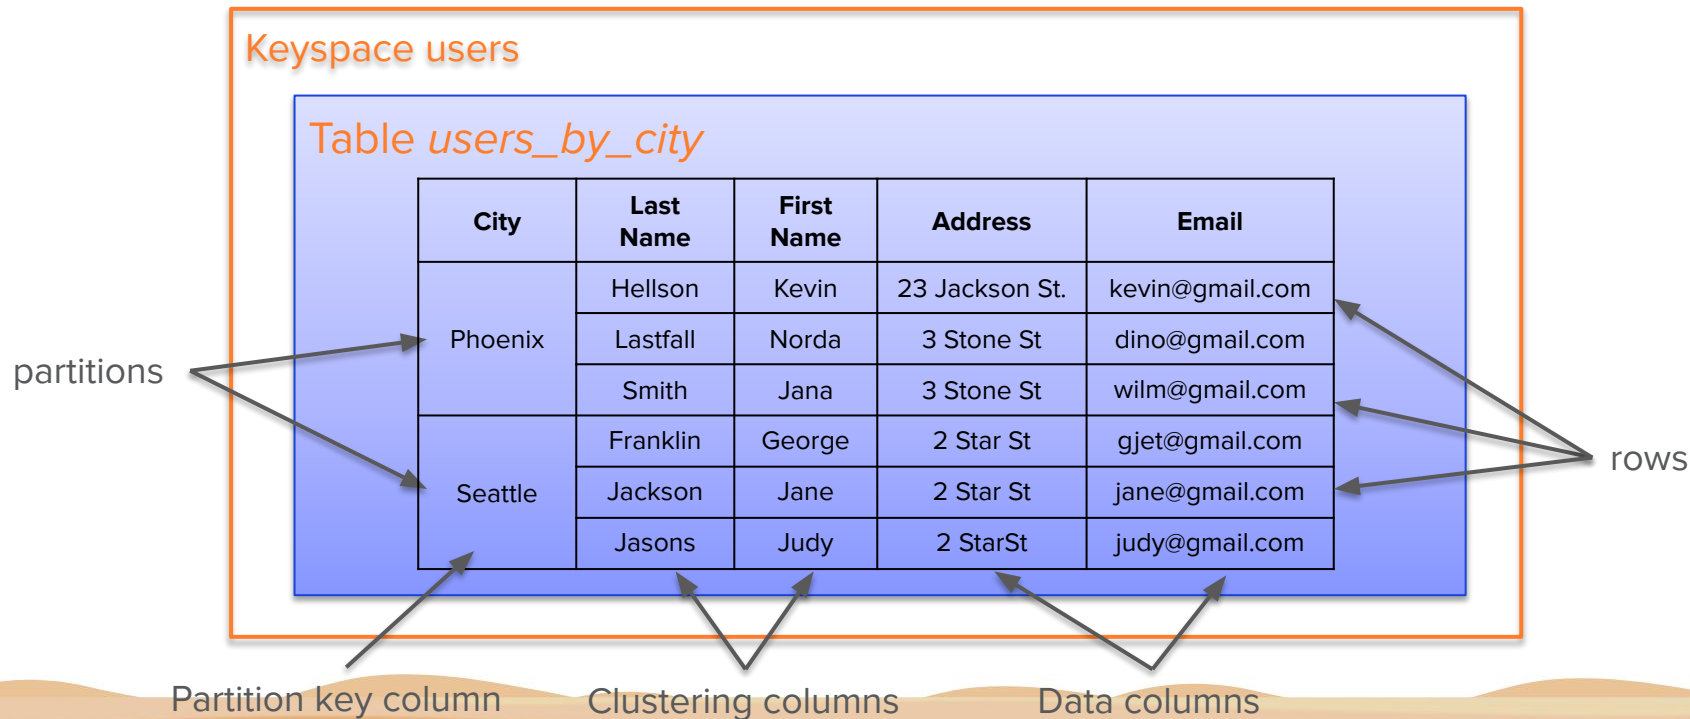 Keyspace users
Table users_by_city
City Last Name First Name Address Email
Phoenix Hellson Kevin 23 Jackson St. kevin@gmail.com
Lastfall Norda 3 Stone St dino@gmail.com
Smith Jana 3 Stone St wilm@gmail.com
Seattle Franklin George 2 Star St gjet@gmail.com
Jackson Jane 2 Star St jane@gmail.com
Jasons Judy 2 StarSt judy@gmail.com
partitions
rows
Partition key column
Clustering columns
Data columns